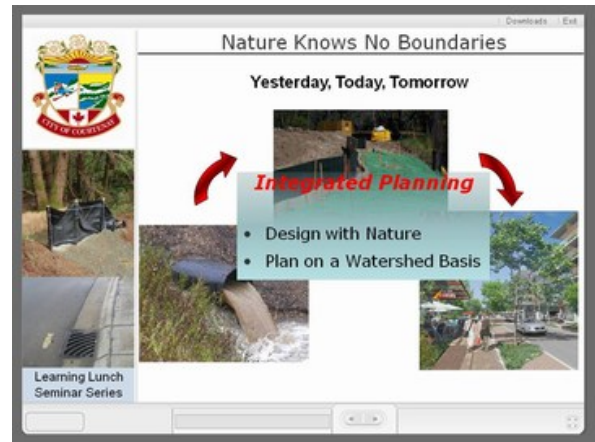 Downloads Exit
Nature Knows No Boundaries
Yesterday, Today, Tomorrow
Integrated Planning
• Design with Nature
• Plan on a Watershed Basis
CITY OF COURTENAY
Learning Lunch
Seminar Series